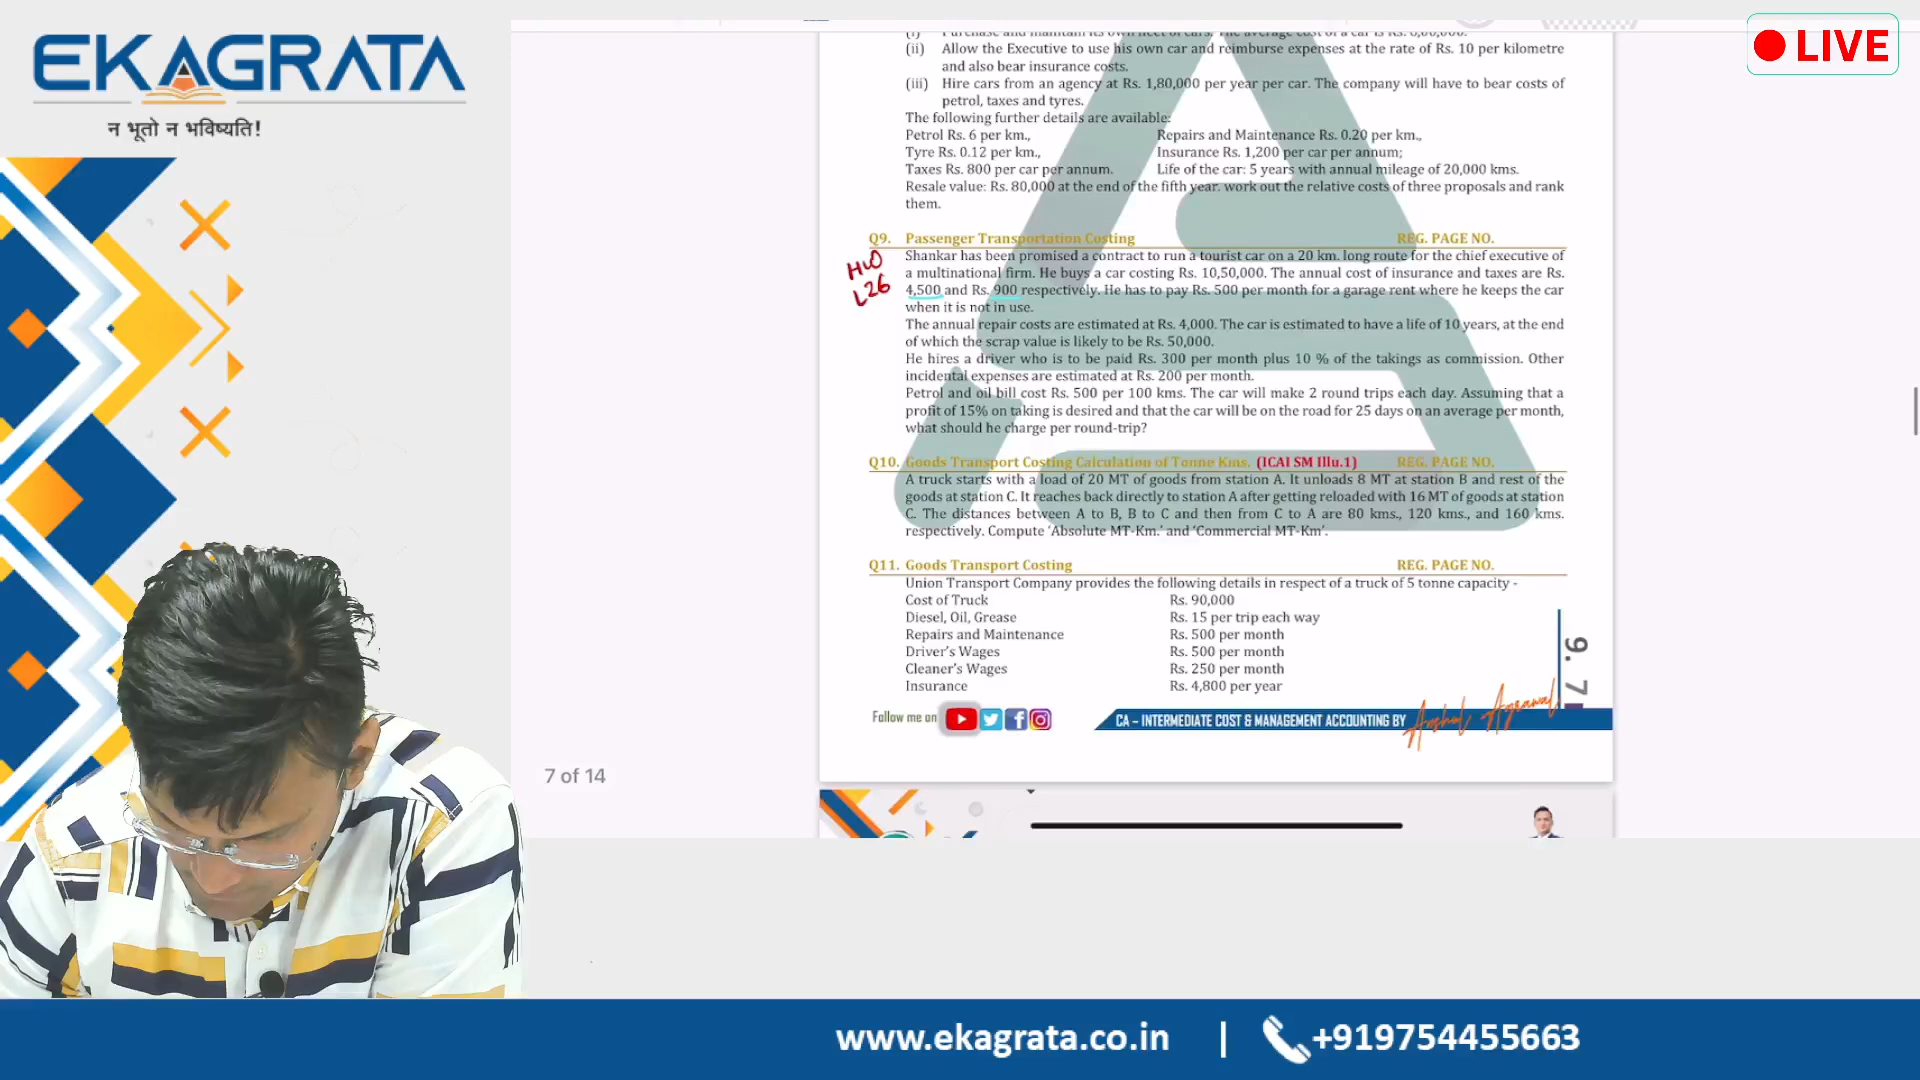 EKAGRATA
न भूतो न भविष्यति!
LIVE
(i) Purchase and maintain its own fleet of cars. The average cost of a car is Rs. 6,00,000.
(ii) Allow the Executive to use his own car and reimburse expenses at the rate of Rs. 10 per kilometre
and also bear insurance costs.
(iii) Hire cars from an agency at Rs. 1,80,000 per year per car. The company will have to bear costs of
petrol, taxes and tyres.
The following further details are available:
Petrol Rs. 6 per km., Repairs and Maintenance Rs. 0.20 per km.,
Tyre Rs. 0.12 per km., Insurance Rs. 1,200 per car per annum;
Taxes Rs. 800 per car per annum. Life of the car: 5 years with annual mileage of 20,000 kms.
Resale value: Rs. 80,000 at the end of the fifth year. work out the relative costs of three proposals and rank
them.
Q9. Passenger Transportation Costing REG. PAGE NO.
HW
L26
Shankar has been promised a contract to run a tourist car on a 20 km. long route for the chief executive of
a multinational firm. He buys a car costing Rs. 10,50,000. The annual cost of insurance and taxes are Rs.
4,500 and Rs. 900 respectively. He has to pay Rs. 500 per month for a garage rent where he keeps the car
when it is not in use.
The annual repair costs are estimated at Rs. 4,000. The car is estimated to have a life of 10 years, at the end
of which the scrap value is likely to be Rs. 50,000.
He hires a driver who is to be paid Rs. 300 per month plus 10 % of the takings as commission. Other
incidental expenses are estimated at Rs. 200 per month.
Petrol and oil bill cost Rs. 500 per 100 kms. The car will make 2 round trips each day. Assuming that a
profit of 15% on taking is desired and that the car will be on the road for 25 days on an average per month,
what should he charge per round-trip?
Q10. Goods Transport Costing Calculation of Tonne Kms. (ICAI SM Illu.1) REG. PAGE NO.
A truck starts with a load of 20 MT of goods from station A. It unloads 8 MT at station B and rest of the
goods at station C. It reaches back directly to station A after getting reloaded with 16 MT of goods at station
C. The distances between A to B, B to C and then from C to A are 80 kms., 120 kms., and 160 kms.
respectively. Compute ‘Absolute MT-Km.’ and ‘Commercial MT-Km’.
Q11. Goods Transport Costing REG. PAGE NO.
Union Transport Company provides the following details in respect of a truck of 5 tonne capacity -
Cost of Truck Rs. 90,000
Diesel, Oil, Grease Rs. 15 per trip each way
Repairs and Maintenance Rs. 500 per month
Driver’s Wages Rs. 500 per month
Cleaner’s Wages Rs. 250 per month
Insurance Rs. 4,800 per year
9. 7
Follow me on
CA – INTERMEDIATE COST & MANAGEMENT ACCOUNTING BY Anshul Agrawal
7 of 14
www.ekagrata.co.in | +919754455663